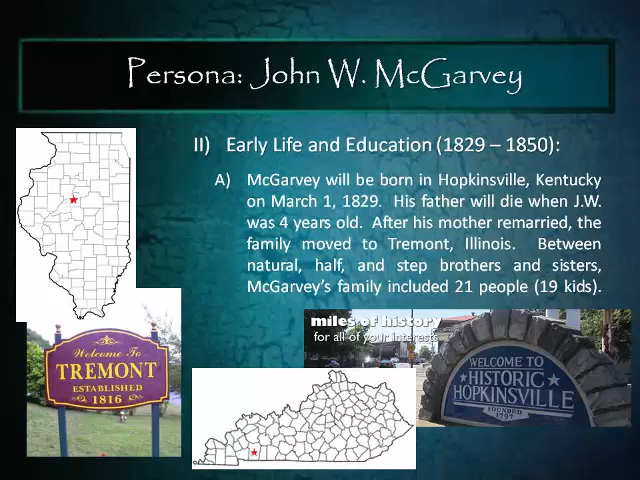 Persona: John W. McGarvey
II) Early Life and Education (1829 – 1850):
A) McGarvey will be born in Hopkinsville, Kentucky
on March 1, 1829. His father will die when J.W.
was 4 years old. After his mother remarried, the
family moved to Tremont, Illinois. Between
natural, half, and step brothers and sisters,
McGarvey's family included 21 people (19 kids).
Welcome To
TREMONT
ESTABLISHED
1816
miles of history
for all of your interests
WELCOME TO
HISTORIC
HOPKINSVILLE
FOUNDED
1797